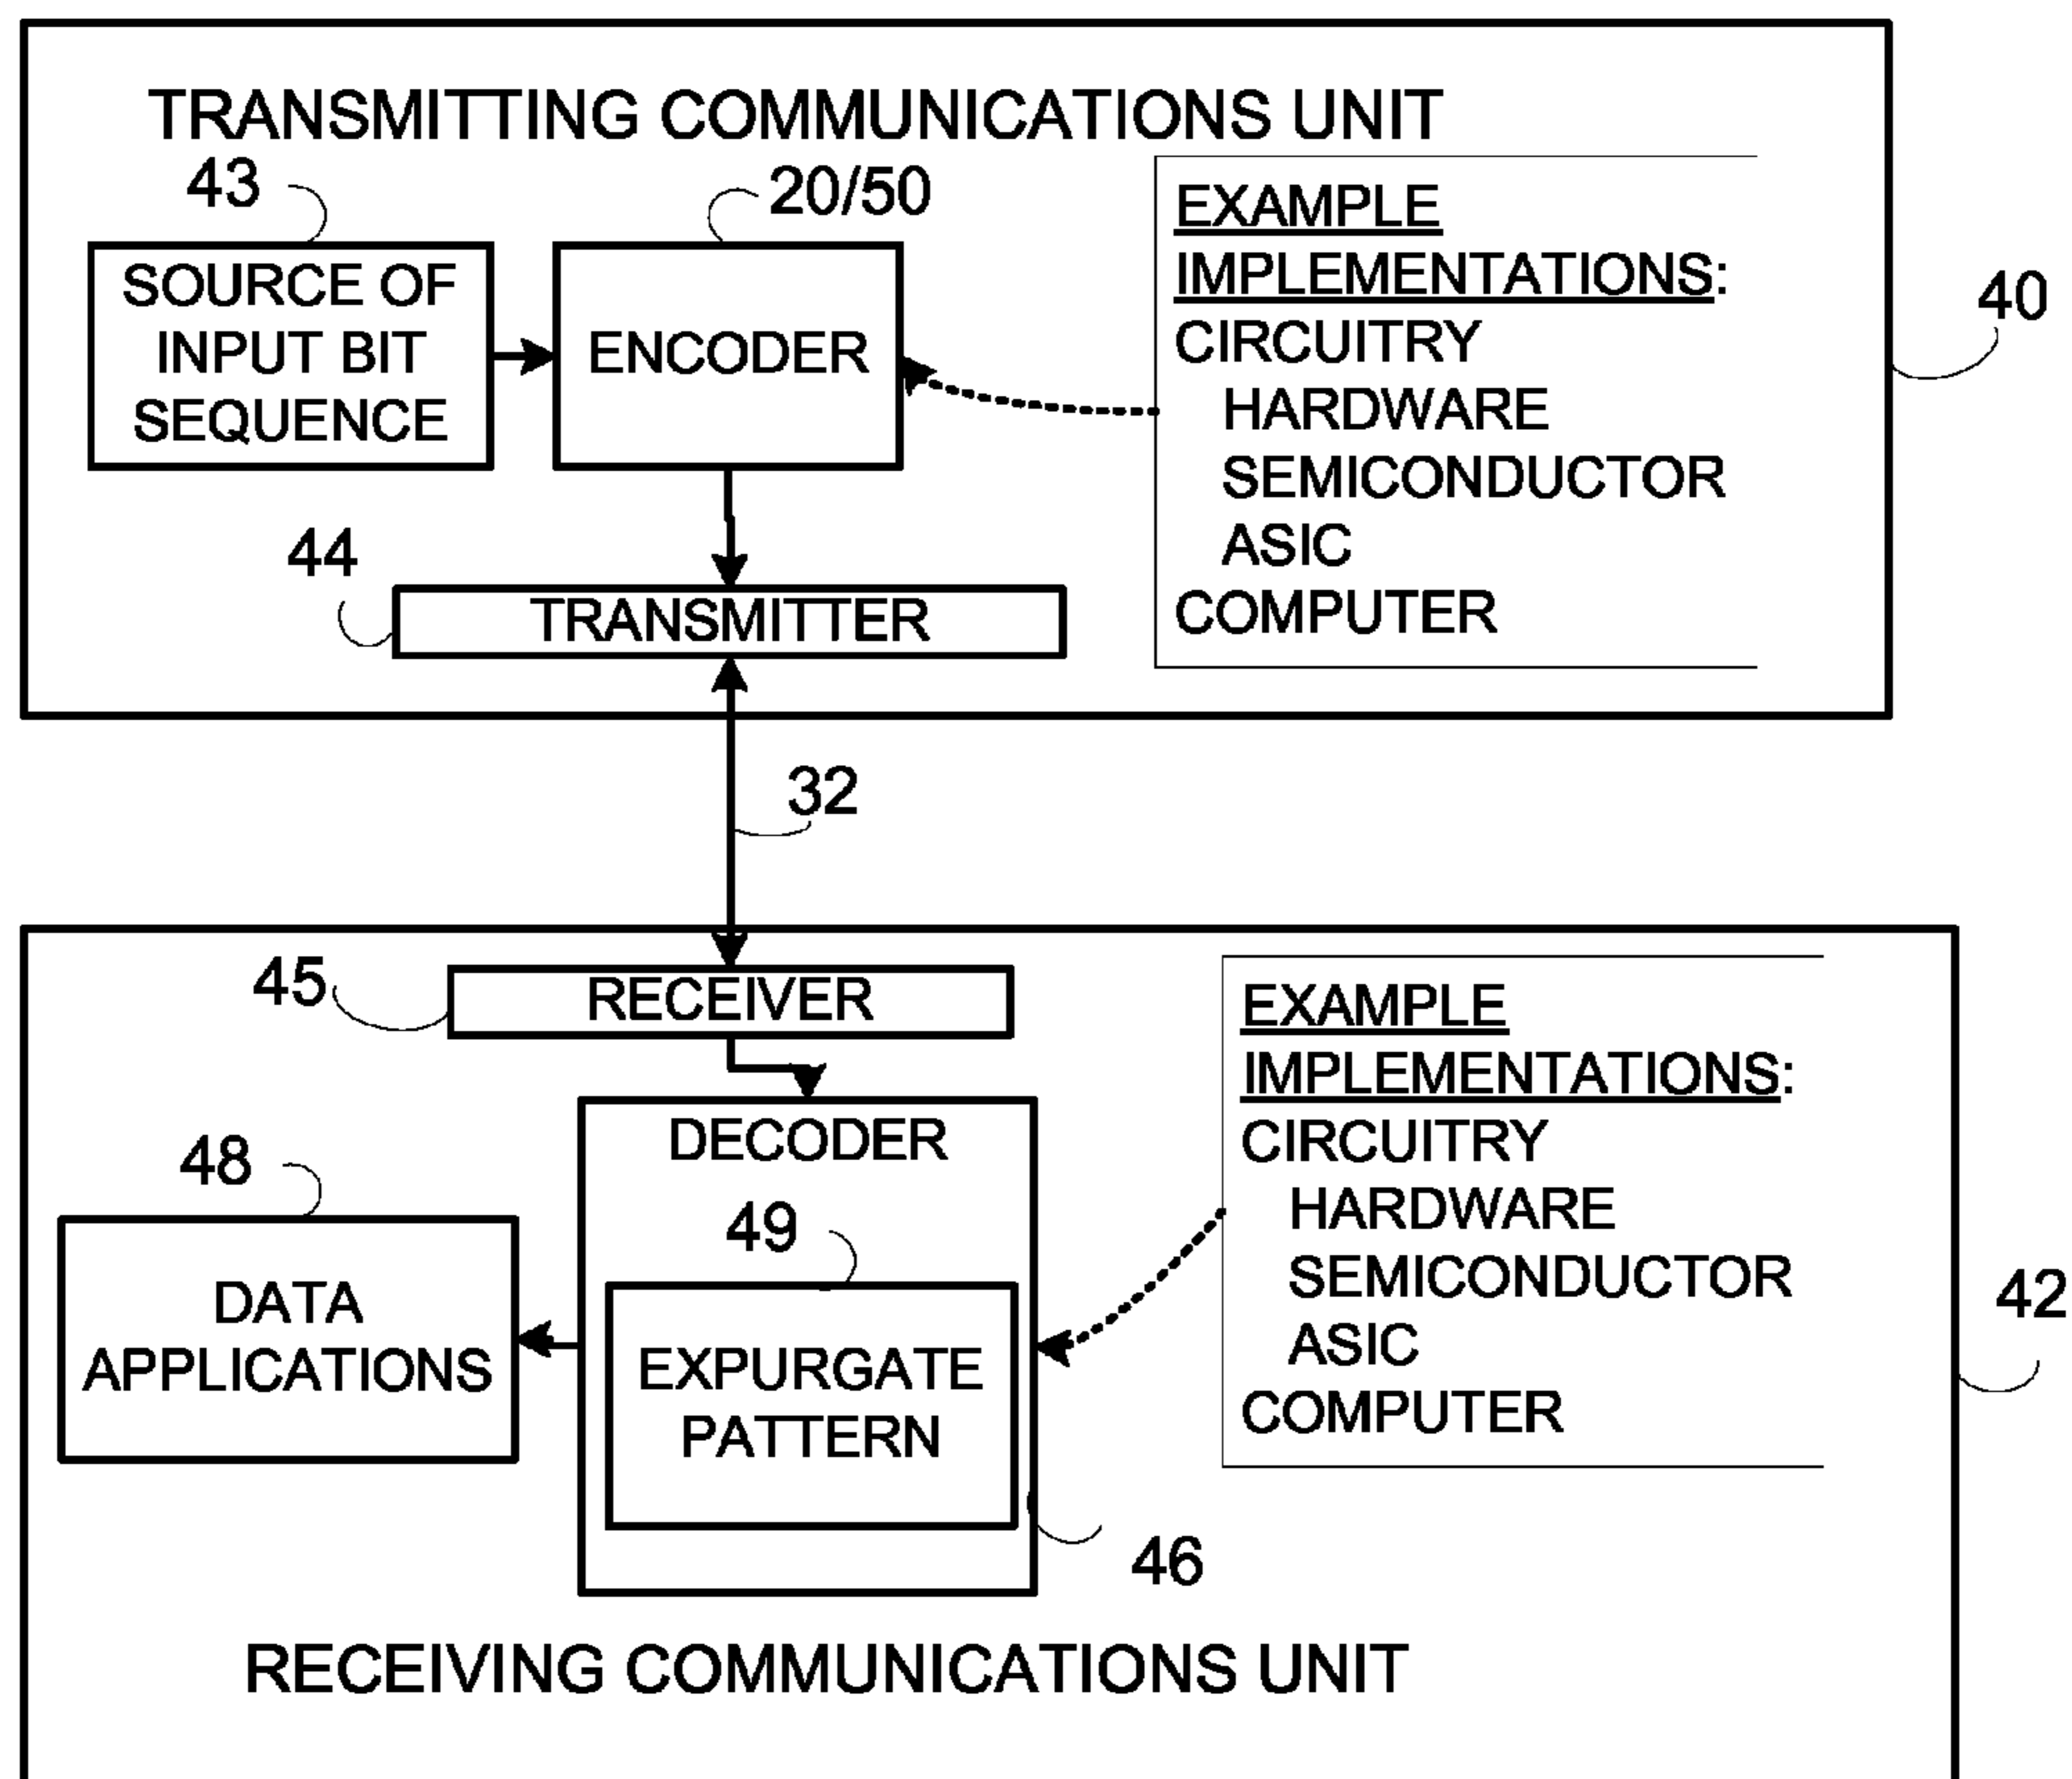 TRANSMITTING COMMUNICATIONS UNIT
43
20/50
SOURCE OF
INPUT BIT
SEQUENCE
ENCODER
EXAMPLE
IMPLEMENTATIONS:
CIRCUITRY
HARDWARE
SEMICONDUCTOR
ASIC
COMPUTER
40
44
TRANSMITTER
32
45
RECEIVER
DECODER
48
49
DATA
APPLICATIONS
EXPURGATE
PATTERN
46
EXAMPLE
IMPLEMENTATIONS:
CIRCUITRY
HARDWARE
SEMICONDUCTOR
ASIC
COMPUTER
42
RECEIVING COMMUNICATIONS UNIT